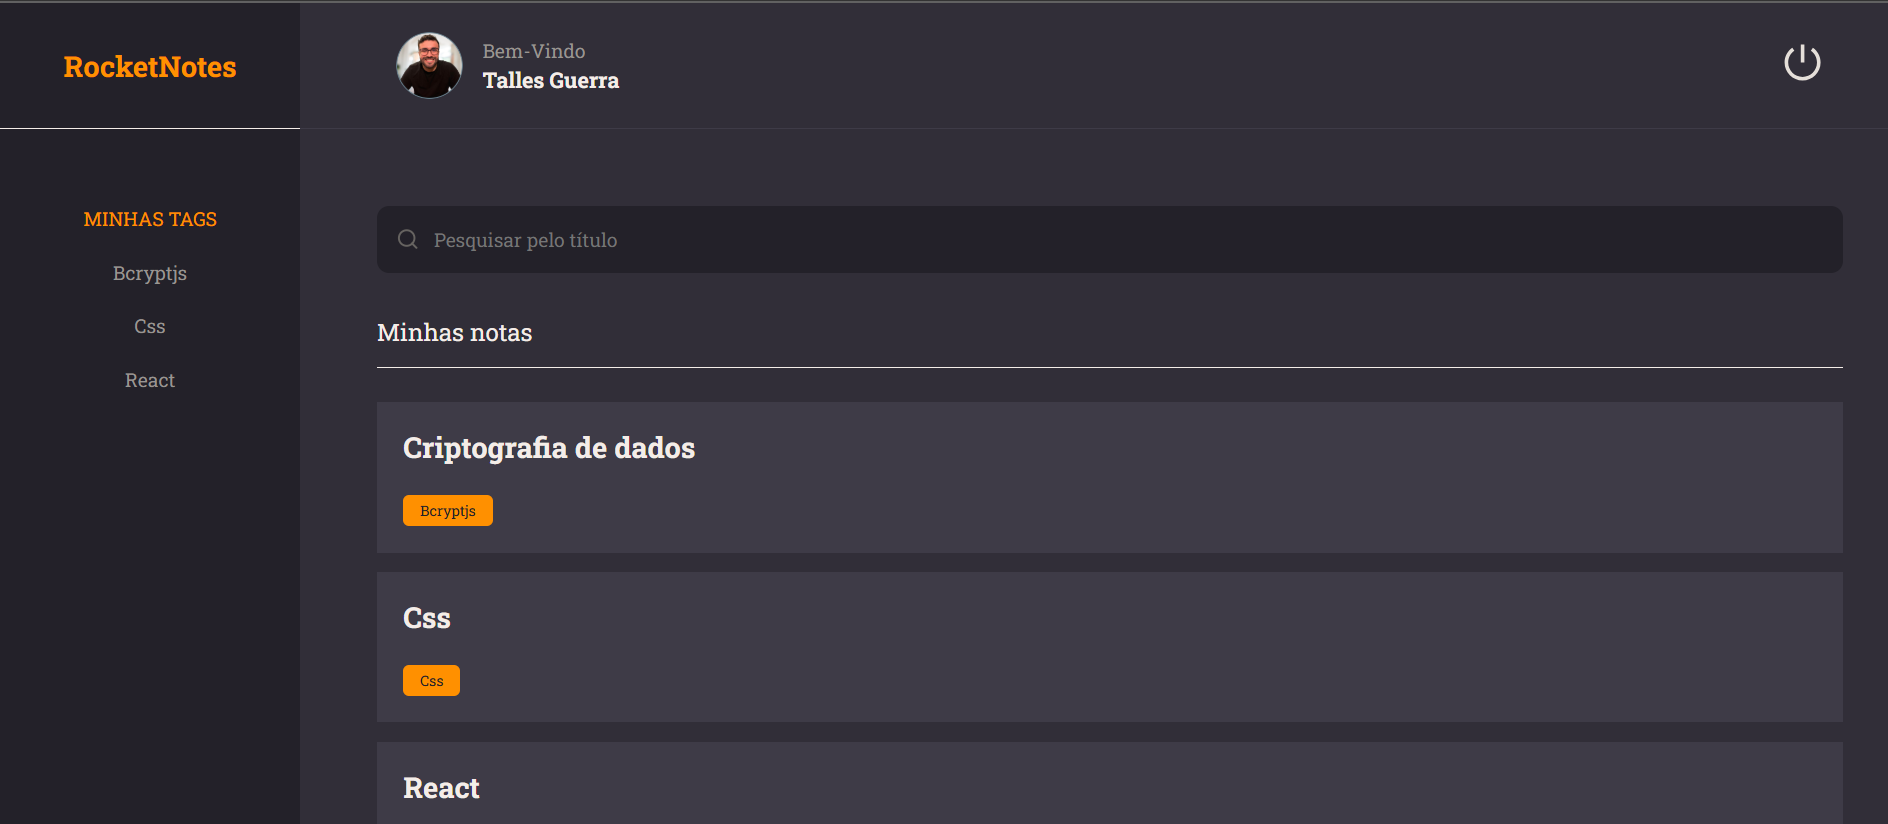 RocketNotes
Bem-Vindo
Talles Guerra
MINHAS TAGS
Bcryptjs
Css
React
Pesquisar pelo título
Minhas notas
Criptografia de dados
Bcryptjs
Css
Css
React